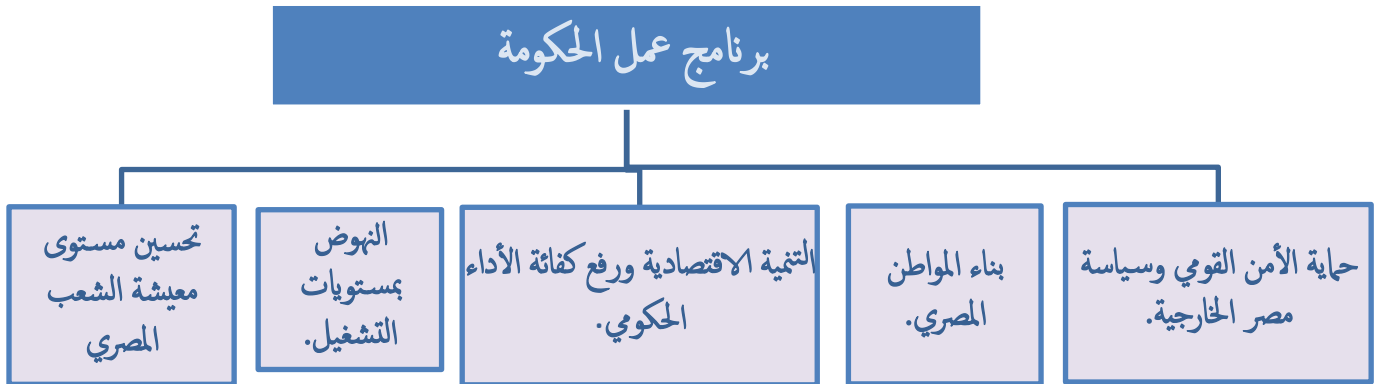 برنامج عمل الحكومة
حماية الأمن القومي وسياسة
مصر الخارجية.
بناء المواطن
المصري.
التنمية الاقتصادية ورفع كفائة الأداء
الحكومي.
النهوض
بمستويات
التشغيل.
تحسين مستوى
معيشة الشعب
المصري